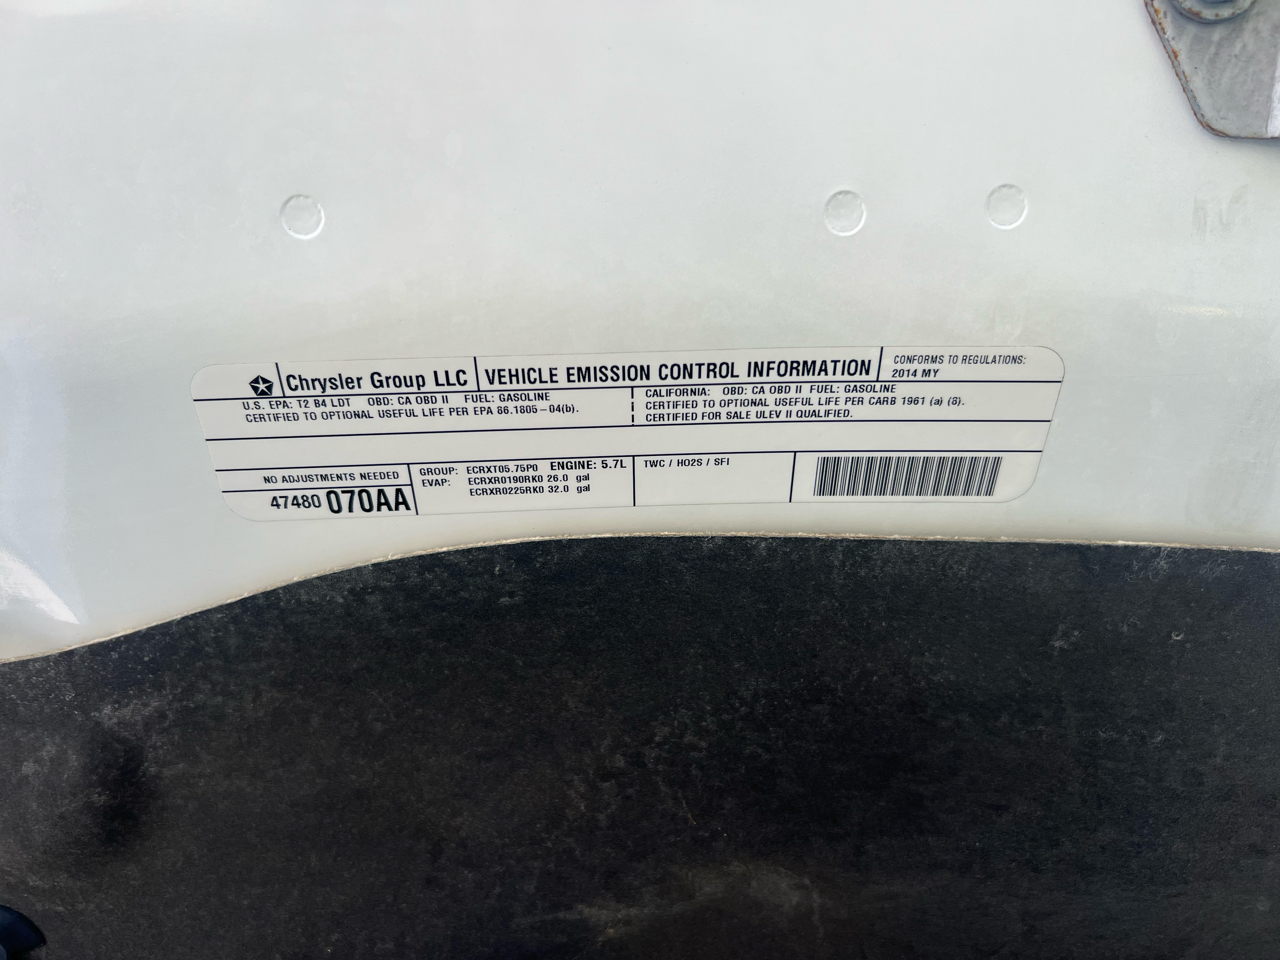 Chrysler Group LLC
VEHICLE EMISSION CONTROL INFORMATION
CONFORMS TO REGULATIONS:
2014 MY
U.S. EPA: T2 B4 LDT OBD: CA OBD II FUEL: GASOLINE
CERTIFIED TO OPTIONAL USEFUL LIFE PER EPA 86.1805-04(b).
CALIFORNIA: OBD: CA OBD II FUEL: GASOLINE
CERTIFIED TO OPTIONAL USEFUL LIFE PER CARB 1961 (a) (8).
CERTIFIED FOR SALE ULEV II QUALIFIED.
NO ADJUSTMENTS NEEDED
47480 070AA
GROUP: ECRXT05.75P0 ENGINE: 5.7L
EVAP: ECRXR0190RK0 26.0 gal
ECRXR0225RK0 32.0 gal
TWC / HO2S / SFI